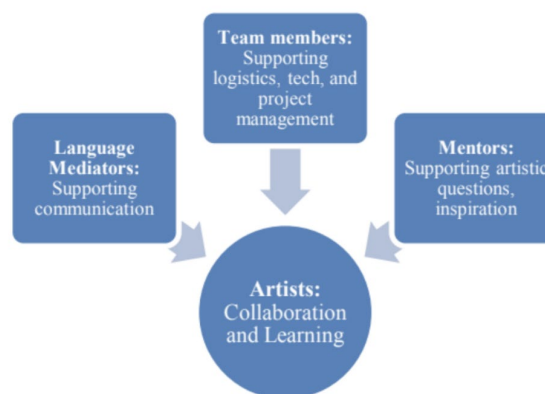 Team members:
Supporting
logistics, tech, and
project
management
Language
Mediators:
Supporting
communication
Mentors:
Supporting artistic
questions,
inspiration
Artists:
Collaboration
and Learning